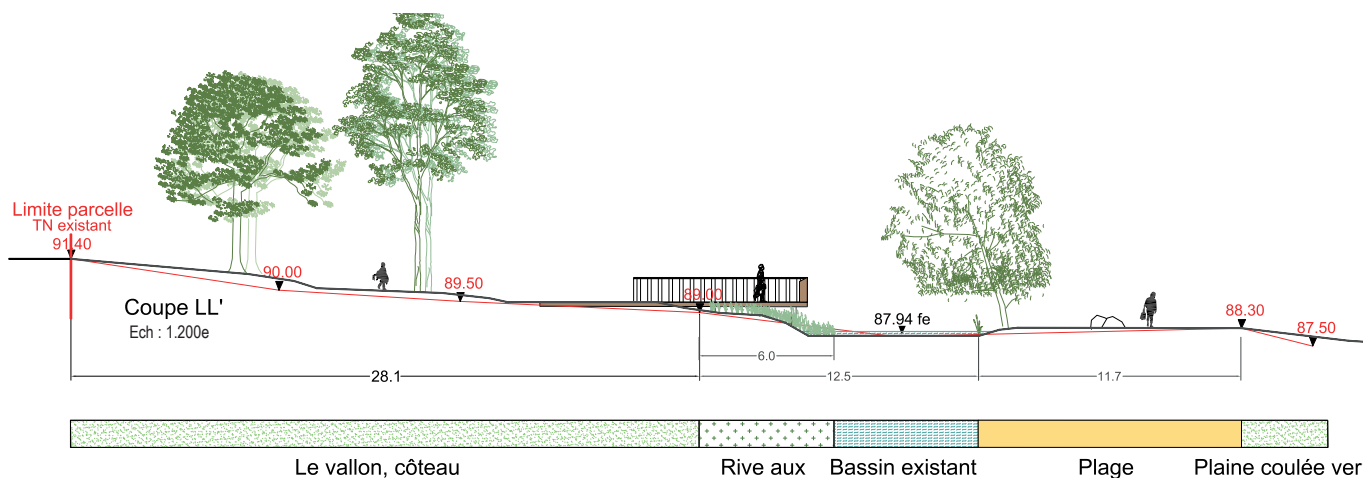 Limite parcelle
TN existant
91.40
90.00
89.50
89.00
87.94 fe
88.30
87.50
Coupe LL'
Ech : 1.200e
6.0
28.1
12.5
11.7
Le vallon, côteau
Rive aux
Bassin existant
Plage
Plaine coulée ver